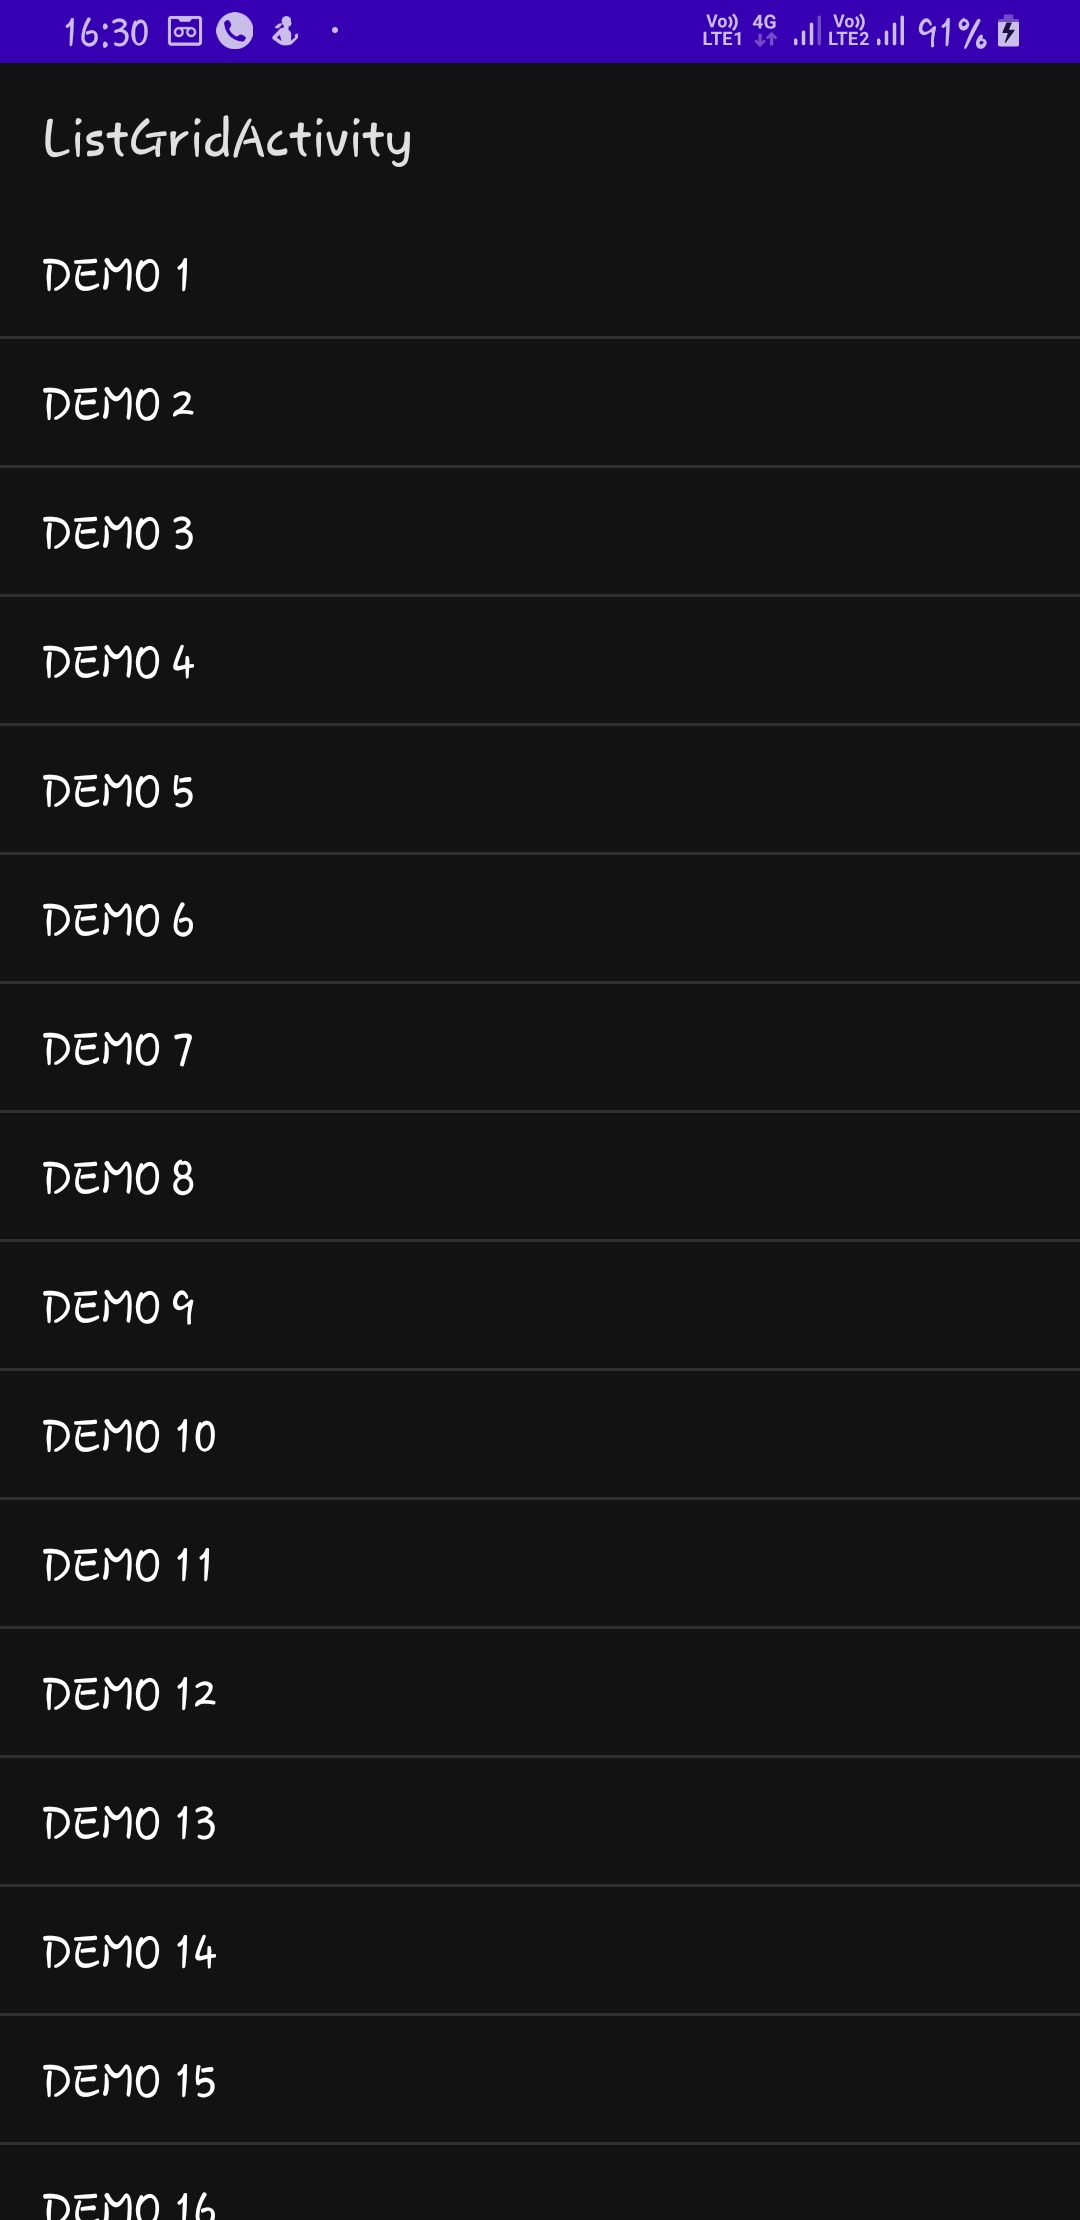 16:30 Vo)) LTE1 4G Vo)) LTE2 91%
ListGridActivity
DEMO 1
DEMO 2
DEMO 3
DEMO 4
DEMO 5
DEMO 6
DEMO 7
DEMO 8
DEMO 9
DEMO 10
DEMO 11
DEMO 12
DEMO 13
DEMO 14
DEMO 15
DEMO 16